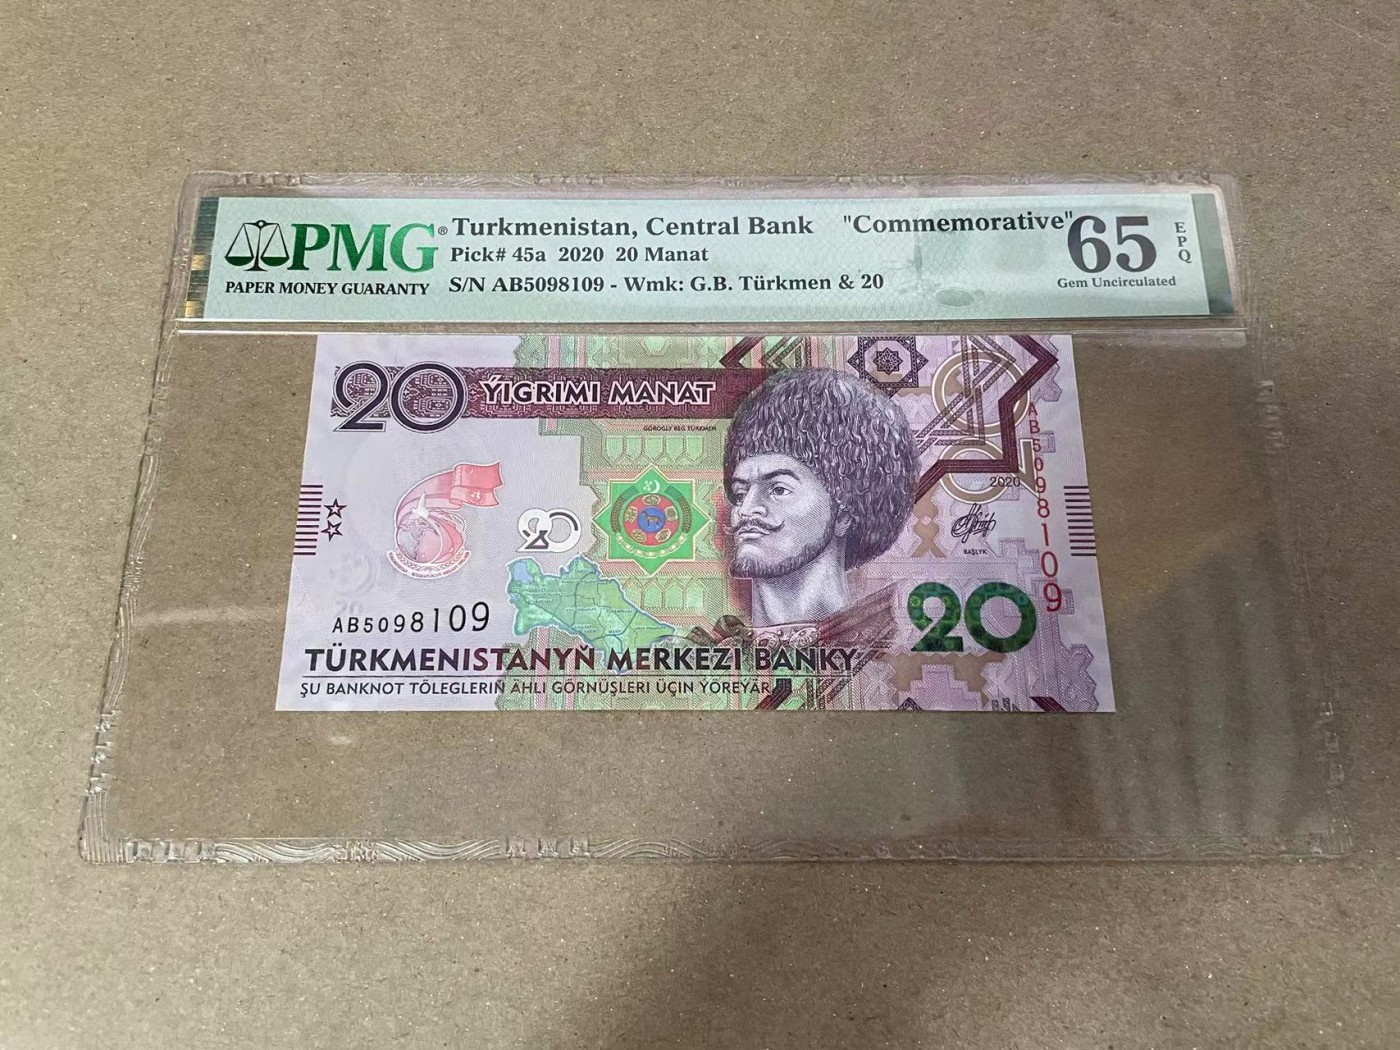 PMG® Turkmenistan, Central Bank "Commemorative" 65 EPQ
Pick# 45a 2020 20 Manat
PAPER MONEY GUARANTY S/N AB5098109 - Wmk: G.B. Türkmen & 20 Gem Uncirculated
20 ÝIGRIMI MANAT
GÖROGLY BEG TÜRKMEN
AB5098109
2020
20
BAŞLYK
AB5098109
20
TÜRKMENISTANYŇ MERKEZI BANKY
ŞU BANKNOT TÖLEGLERIŇ ÄHLI GÖRNÜŞLERI ÜÇIN ÝÖREÝÄR